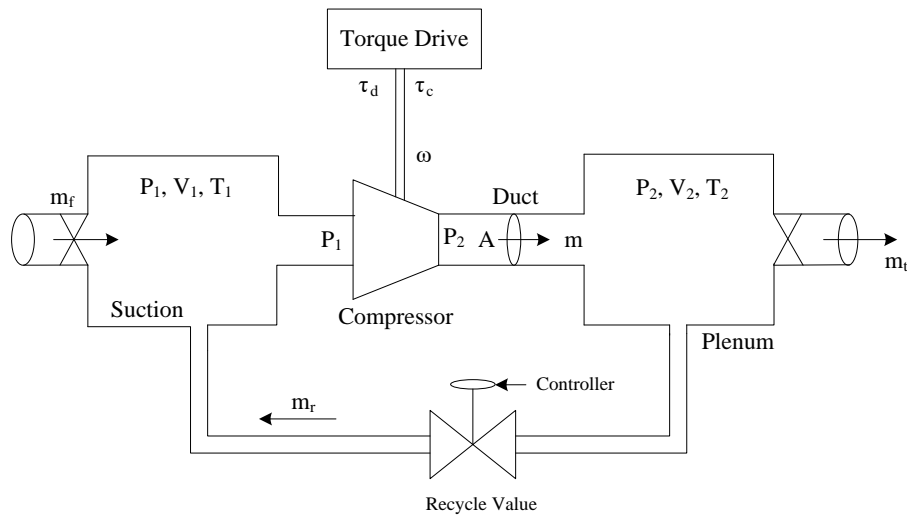 Torque Drive
τd τc
ω
P1, V1, T1
P2, V2, T2
mf
Duct
P1
P2 A m
mt
Suction
Compressor
Plenum
Controller
mr
Recycle Value